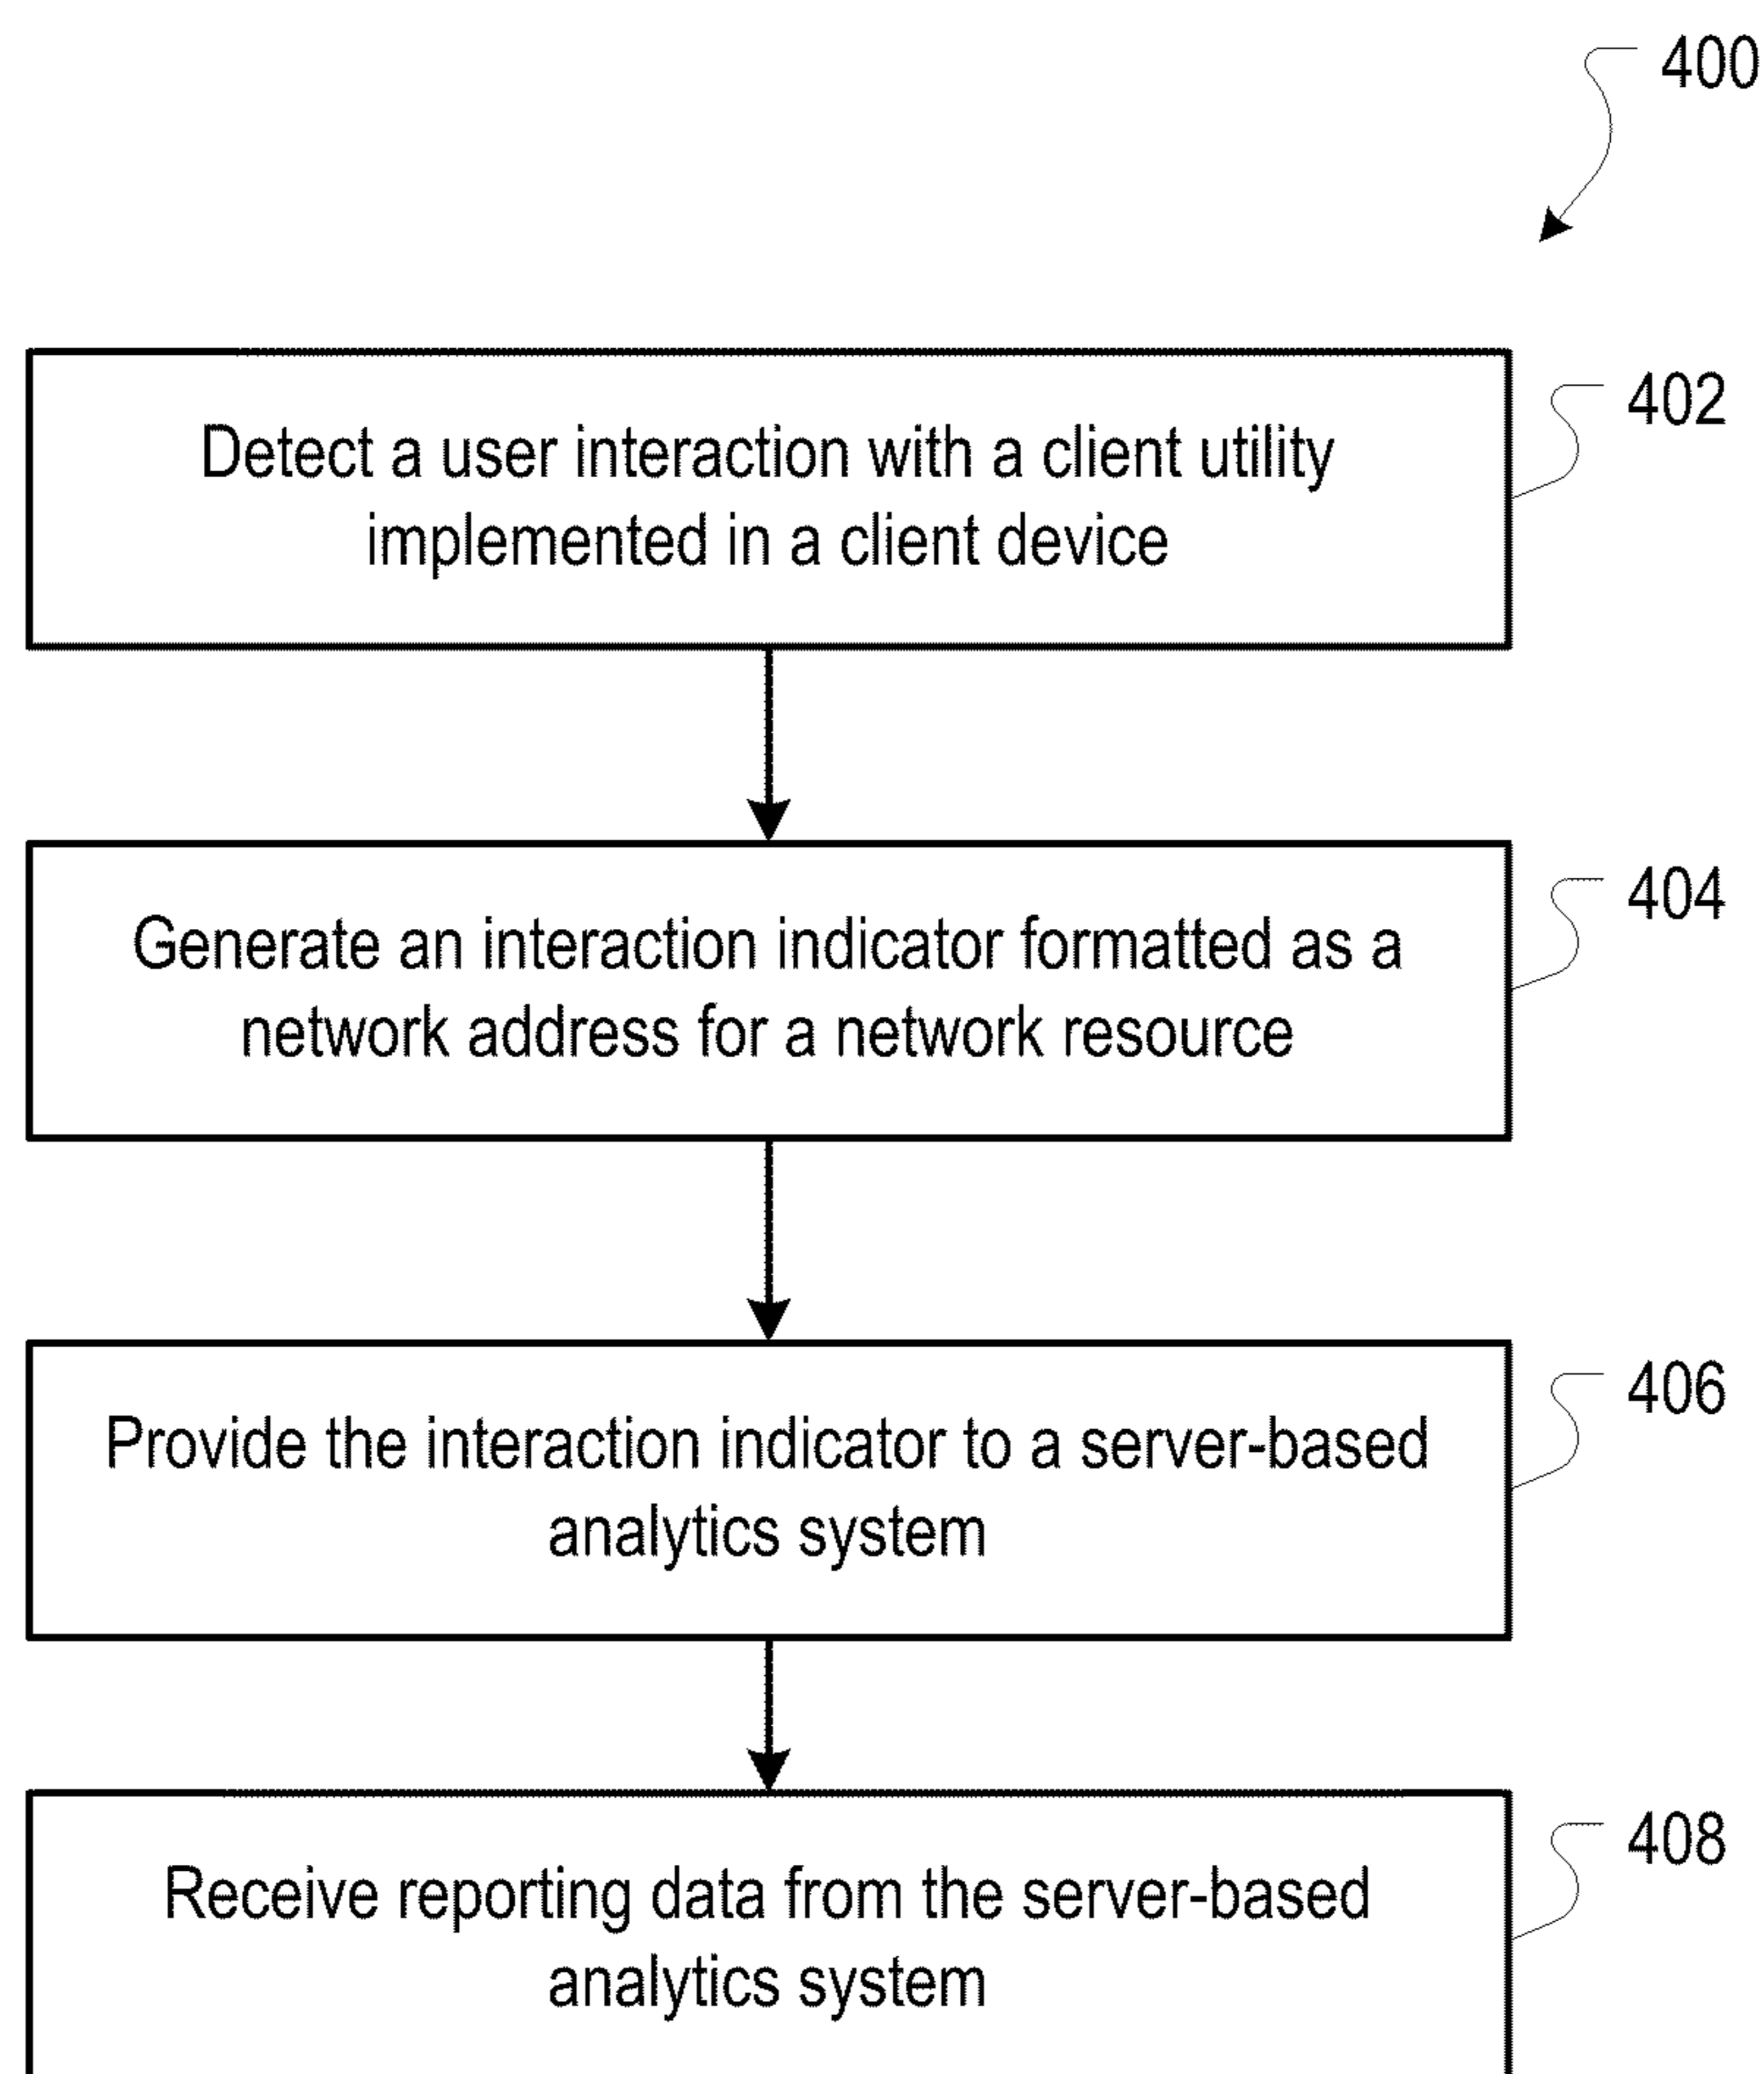 400
402
Detect a user interaction with a client utility
implemented in a client device
404
Generate an interaction indicator formatted as a
network address for a network resource
406
Provide the interaction indicator to a server-based
analytics system
408
Receive reporting data from the server-based
analytics system